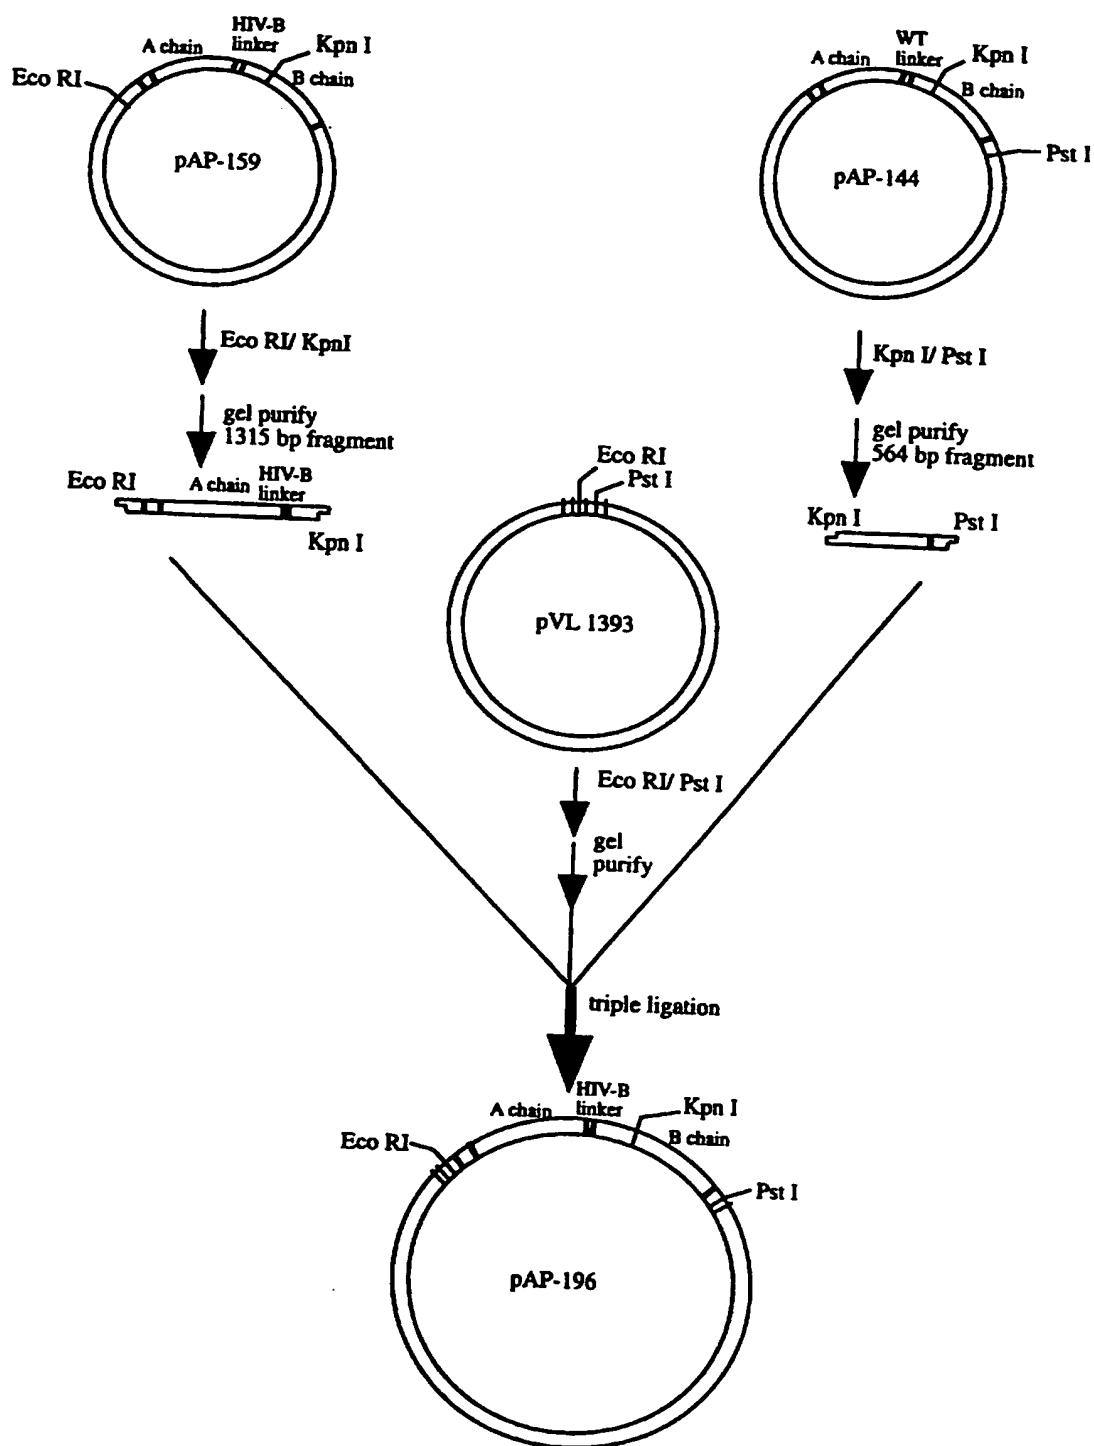 HIV-B
linker
A chain
Kpn I
Eco RI
B chain
pAP-159
Eco RI/ KpnI
gel purify
1315 bp fragment
Eco RI
A chain
HIV-B
linker
Kpn I
WT
linker
A chain
Kpn I
B chain
Pst I
pAP-144
Kpn I/ Pst I
gel purify
564 bp fragment
Kpn I
Pst I
Eco RI
Pst I
pVL 1393
Eco RI/ Pst I
gel
purify
triple ligation
HIV-B
linker
A chain
Kpn I
B chain
Eco RI
Pst I
pAP-196